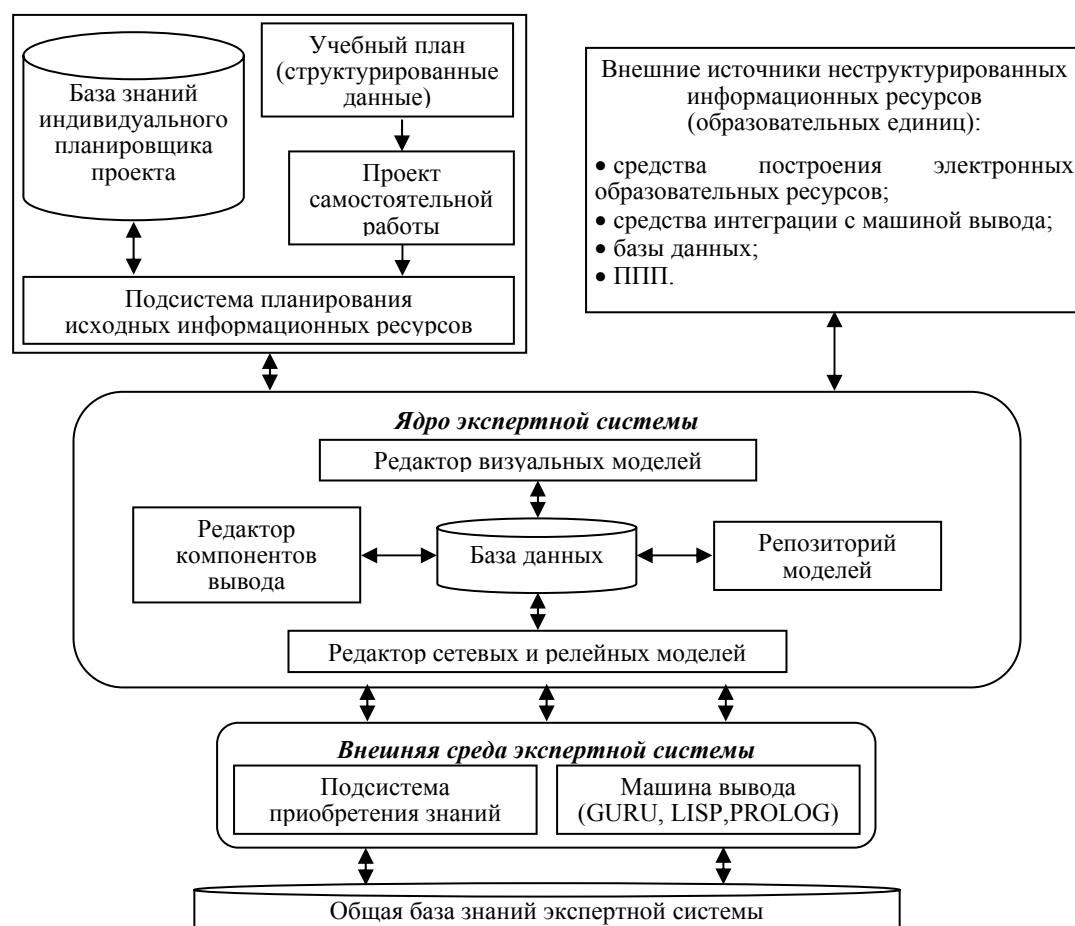 База знаний
индивидуального
планировщика
проекта
Учебный план
(структурированные
данные)
Проект
самостоятельной
работы
Подсистема планирования
исходных информационных ресурсов
Внешние источники неструктурированных
информационных ресурсов
(образовательных единиц):
• средства построения электронных
образовательных ресурсов;
• средства интеграции с машиной вывода;
• базы данных;
• ППП.
Ядро экспертной системы
Редактор визуальных моделей
Редактор
компонентов
вывода
База данных
Репозиторий
моделей
Редактор сетевых и релейных моделей
Внешняя среда экспертной системы
Подсистема
приобретения знаний
Машина вывода
(GURU, LISP,PROLOG)
Общая база знаний экспертной системы